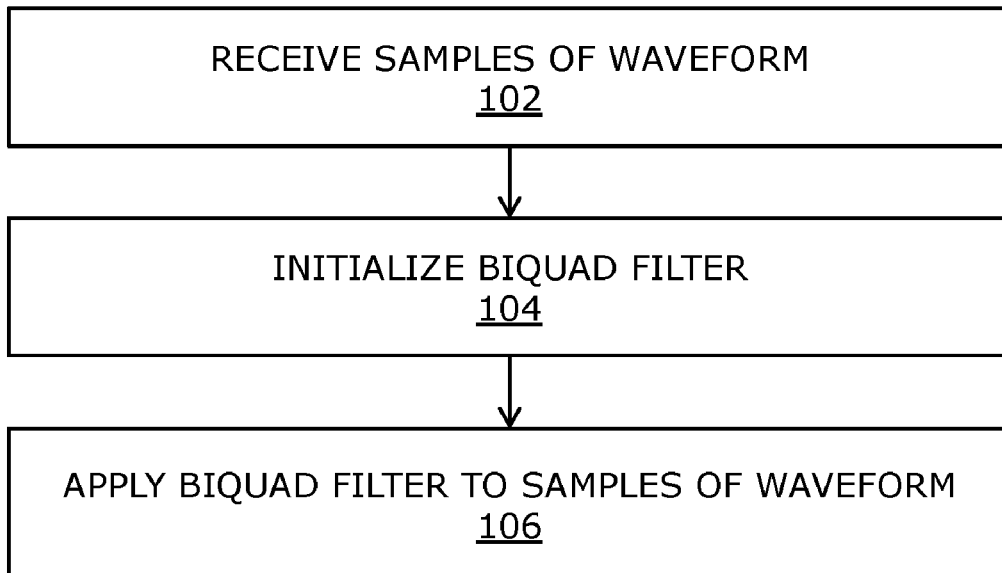 RECEIVE SAMPLES OF WAVEFORM
102
INITIALIZE BIQUAD FILTER
104
APPLY BIQUAD FILTER TO SAMPLES OF WAVEFORM
106